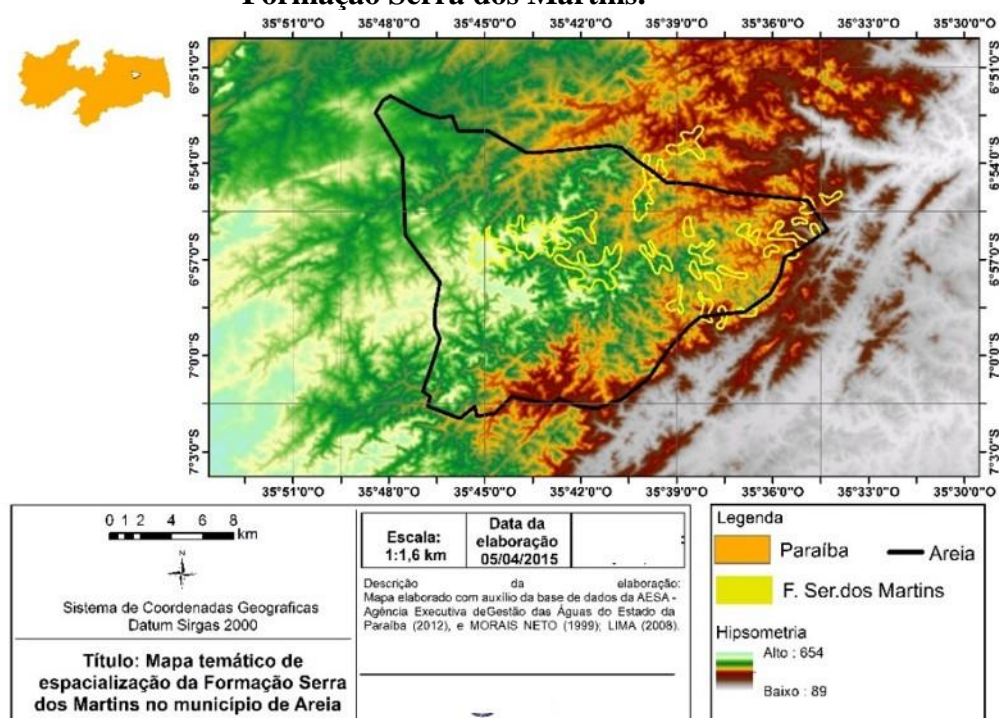 Formação Serra dos Martins.
35°51'0"O 35°48'0"O 35°45'0"O 35°42'0"O 35°39'0"O 35°36'0"O 35°33'0"O 35°30'0"O
6°51'0"S
6°54'0"S
6°57'0"S
7°0'0"S
7°3'0"S
6°51'0"S
6°54'0"S
6°57'0"S
7°0'0"S
7°3'0"S
35°51'0"O 35°48'0"O 35°45'0"O 35°42'0"O 35°39'0"O 35°36'0"O 35°33'0"O 35°30'0"O
0 1 2 4 6 8
km
N
Sistema de Coordenadas Geograficas
Datum Sirgas 2000
Título: Mapa temático de
espacialização da Formação Serra
dos Martins no município de Areia
Escala:
1:1,6 km
Data da
elaboração
05/04/2015
Descrição da elaboração:
Mapa elaborado com auxílio da base de dados da AESA -
Agência Executiva deGestão das Águas do Estado da
Paraíba (2012), e MORAIS NETO (1999); LIMA (2008).
Legenda
Paraíba
Areia
F. Ser.dos Martins
Hipsometria
Alto : 654
Baixo : 89